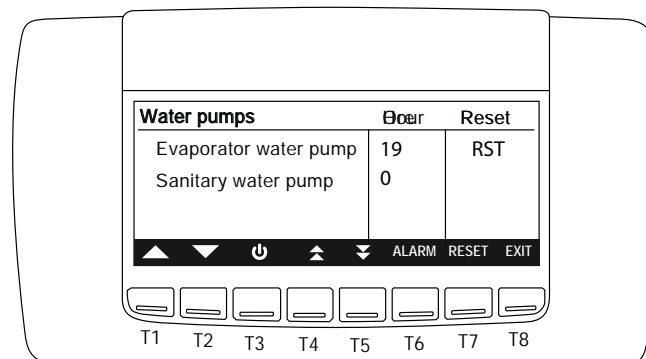 Water pumps Hour Reset
Evaporator water pump 19 RST
Sanitary water pump 0
ALARM RESET EXIT
T1 T2 T3 T4 T5 T6 T7 T8